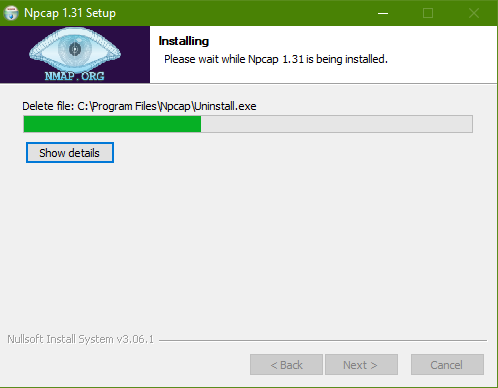 Npcap 1.31 Setup
NMAP.ORG
Installing
Please wait while Npcap 1.31 is being installed.
Delete file: C:\Program Files\Npcap\Uninstall.exe
Show details
Nullsoft Install System v3.06.1
< Back
Next >
Cancel